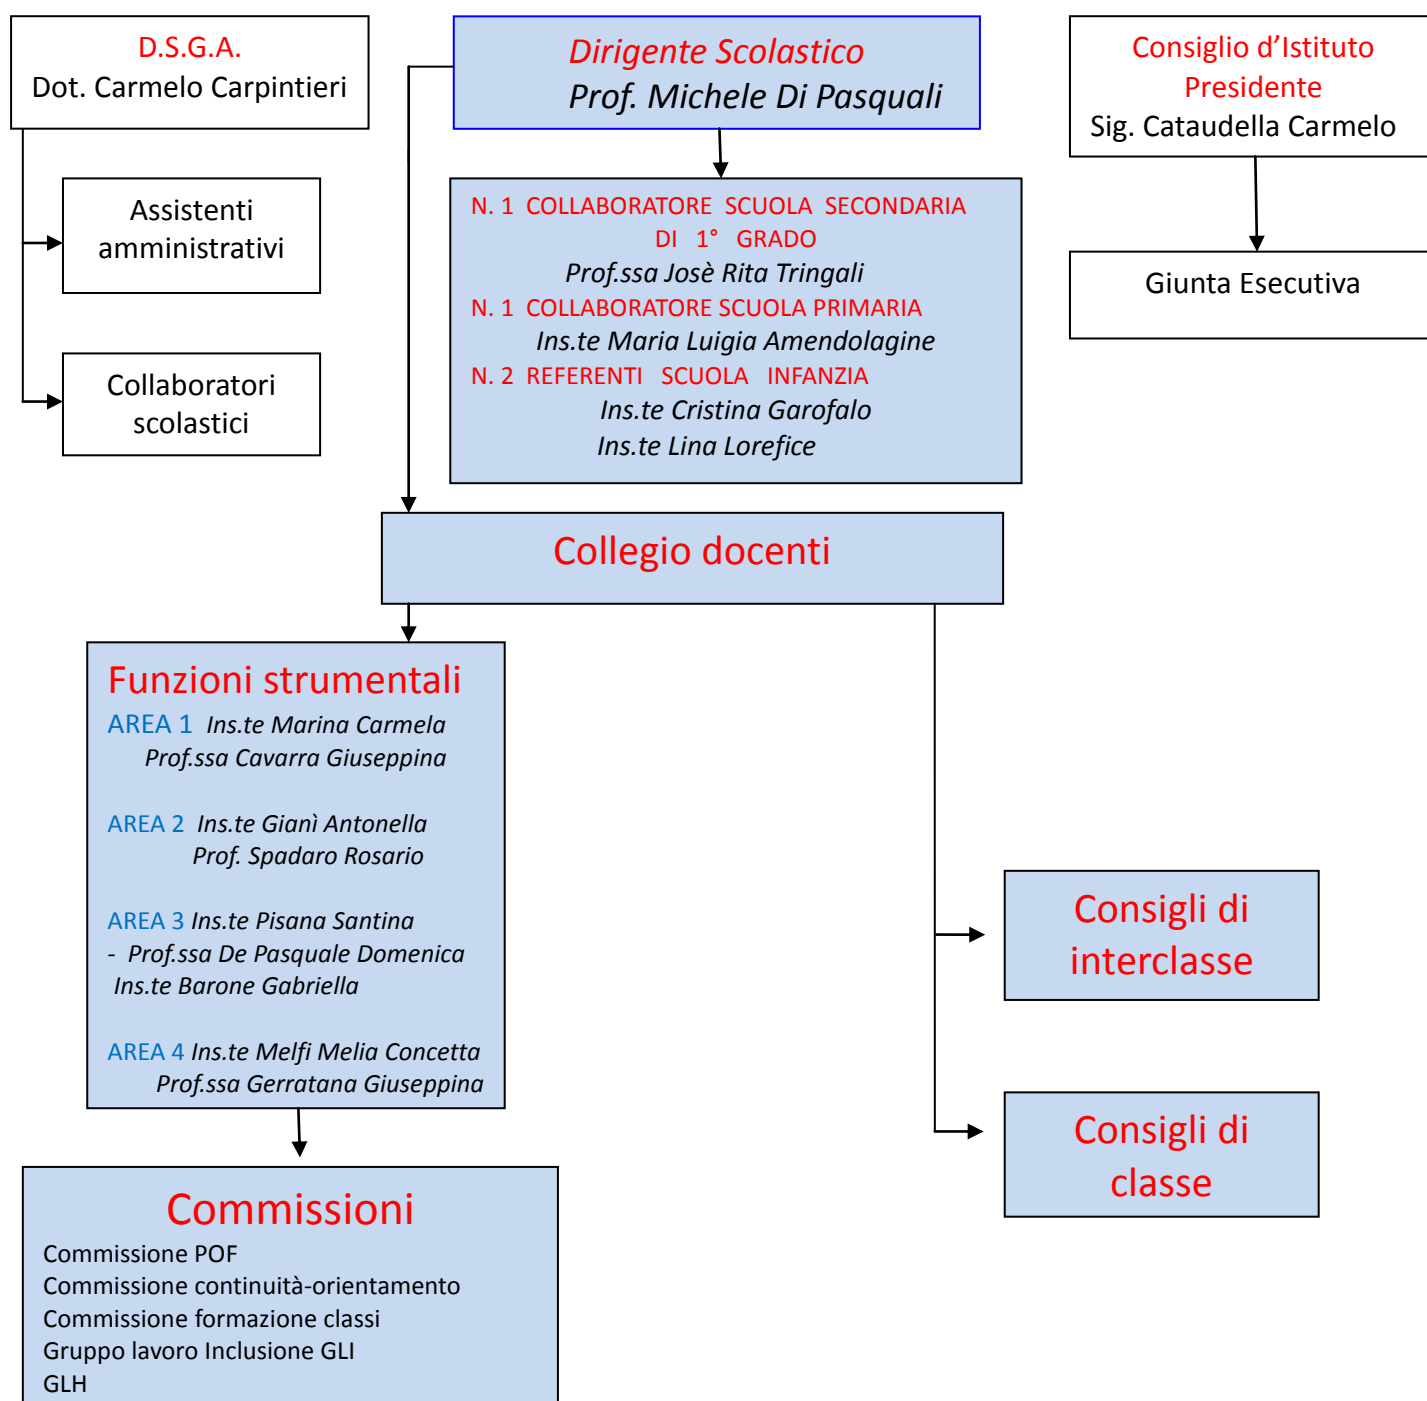 D.S.G.A.
Dot. Carmelo Carpintieri
Dirigente Scolastico
Prof. Michele Di Pasquali
Consiglio d’Istituto
Presidente
Sig. Cataudella Carmelo
Assistenti
amministrativi
Collaboratori
scolastici
N. 1 COLLABORATORE SCUOLA SECONDARIA
DI 1° GRADO
Prof.ssa Josè Rita Tringali
N. 1 COLLABORATORE SCUOLA PRIMARIA
Ins.te Maria Luigia Amendolagine
N. 2 REFERENTI SCUOLA INFANZIA
Ins.te Cristina Garofalo
Ins.te Lina Lorefice
Giunta Esecutiva
Collegio docenti
Funzioni strumentali
AREA 1 Ins.te Marina Carmela
Prof.ssa Cavarra Giuseppina
AREA 2 Ins.te Gianì Antonella
Prof. Spadaro Rosario
AREA 3 Ins.te Pisana Santina
- Prof.ssa De Pasquale Domenica
Ins.te Barone Gabriella
AREA 4 Ins.te Melfi Melia Concetta
Prof.ssa Gerratana Giuseppina
Consigli di
interclasse
Consigli di
classe
Commissioni
Commissione POF
Commissione continuità-orientamento
Commissione formazione classi
Gruppo lavoro Inclusione GLI
GLH